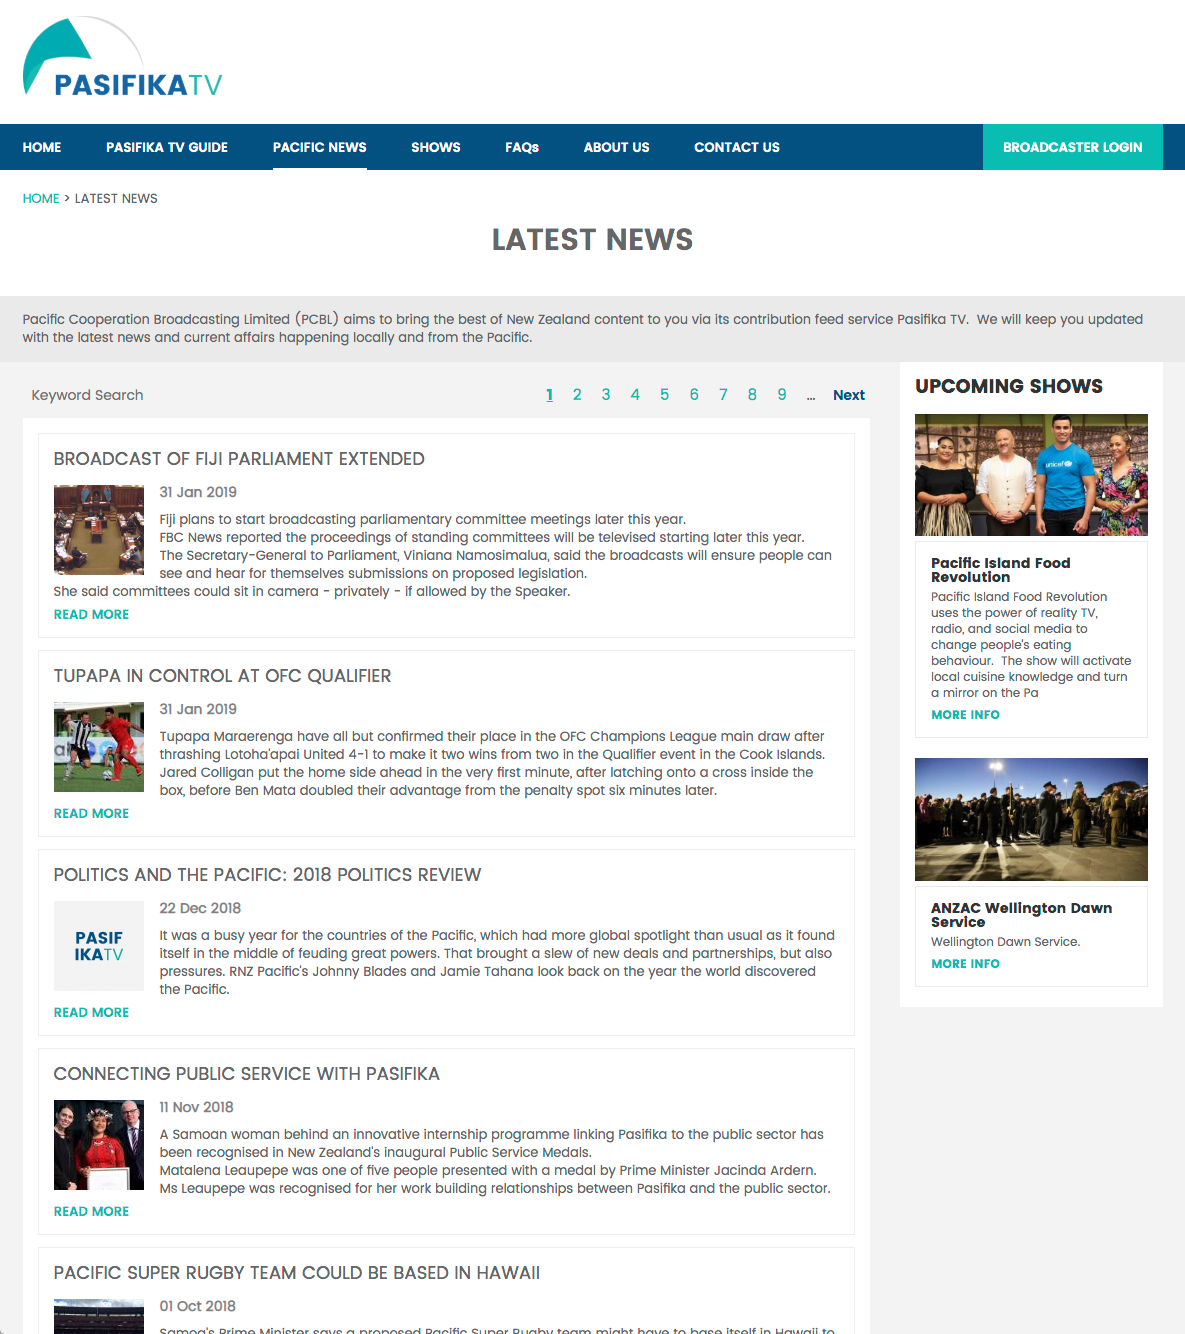 PASIFIKATV
HOME
PASIFIKA TV GUIDE
PACIFIC NEWS
SHOWS
FAQs
ABOUT US
CONTACT US
BROADCASTER LOGIN
HOME > LATEST NEWS
LATEST NEWS
Pacific Cooperation Broadcasting Limited (PCBL) aims to bring the best of New Zealand content to you via its contribution feed service Pasifika TV.  We will keep you updated
with the latest news and current affairs happening locally and from the Pacific.
Keyword Search
1 2 3 4 5 6 7 8 9 ... Next
BROADCAST OF FIJI PARLIAMENT EXTENDED
31 Jan 2019
Fiji plans to start broadcasting parliamentary committee meetings later this year.
FBC News reported the proceedings of standing committees will be televised starting later this year.
The Secretary-General to Parliament, Viniana Namosimalua, said the broadcasts will ensure people can
see and hear for themselves submissions on proposed legislation.
She said committees could sit in camera - privately - if allowed by the Speaker.
READ MORE
TUPAPA IN CONTROL AT OFC QUALIFIER
31 Jan 2019
Tupapa Maraerenga have all but confirmed their place in the OFC Champions League main draw after
thrashing Lotoha'apai United 4-1 to make it two wins from two in the Qualifier event in the Cook Islands.
Jared Colligan put the home side ahead in the very first minute, after latching onto a cross inside the
box, before Ben Mata doubled their advantage from the penalty spot six minutes later.
READ MORE
POLITICS AND THE PACIFIC: 2018 POLITICS REVIEW
PASIF
IKATV
22 Dec 2018
It was a busy year for the countries of the Pacific, which had more global spotlight than usual as it found
itself in the middle of feuding great powers. That brought a slew of new deals and partnerships, but also
pressures. RNZ Pacific's Johnny Blades and Jamie Tahana look back on the year the world discovered
the Pacific.
READ MORE
CONNECTING PUBLIC SERVICE WITH PASIFIKA
11 Nov 2018
A Samoan woman behind an innovative internship programme linking Pasifika to the public sector has
been recognised in New Zealand's inaugural Public Service Medals.
Matalena Leaupepe was one of five people presented with a medal by Prime Minister Jacinda Ardern.
Ms Leaupepe was recognised for her work building relationships between Pasifika and the public sector.
READ MORE
PACIFIC SUPER RUGBY TEAM COULD BE BASED IN HAWAII
01 Oct 2018
Samoa's Prime Minister says a proposed Pacific Super Rugby team might have to base itself in Hawaii to
UPCOMING SHOWS
unicef
Pacific Island Food
Revolution
Pacific Island Food Revolution
uses the power of reality TV,
radio, and social media to
change people's eating
behaviour.  The show will activate
local cuisine knowledge and turn
a mirror on the Pa
MORE INFO
ANZAC Wellington Dawn
Service
Wellington Dawn Service.
MORE INFO